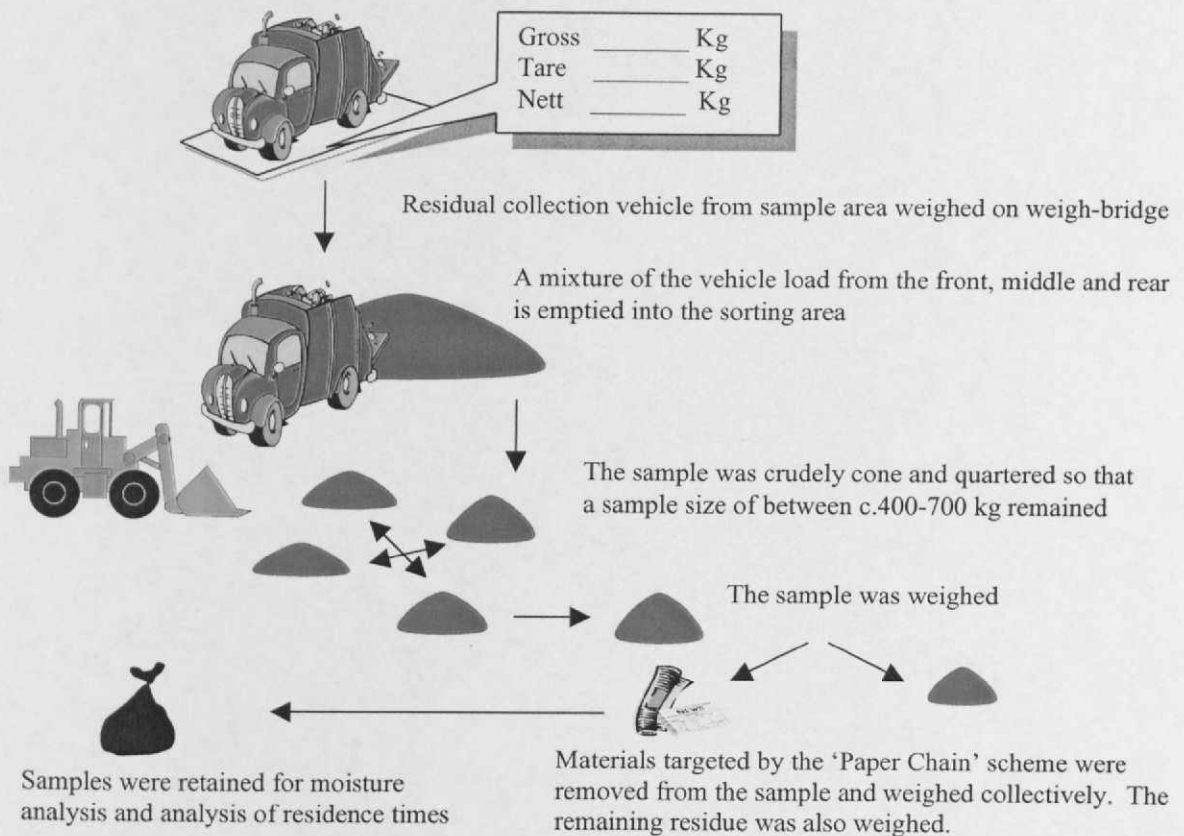 Gross ______ Kg
Tare ______ Kg
Nett ______ Kg
Residual collection vehicle from sample area weighed on weigh-bridge
A mixture of the vehicle load from the front, middle and rear
is emptied into the sorting area
The sample was crudely cone and quartered so that
a sample size of between c.400-700 kg remained
The sample was weighed
Materials targeted by the ‘Paper Chain’ scheme were
removed from the sample and weighed collectively. The
remaining residue was also weighed.
Samples were retained for moisture
analysis and analysis of residence times